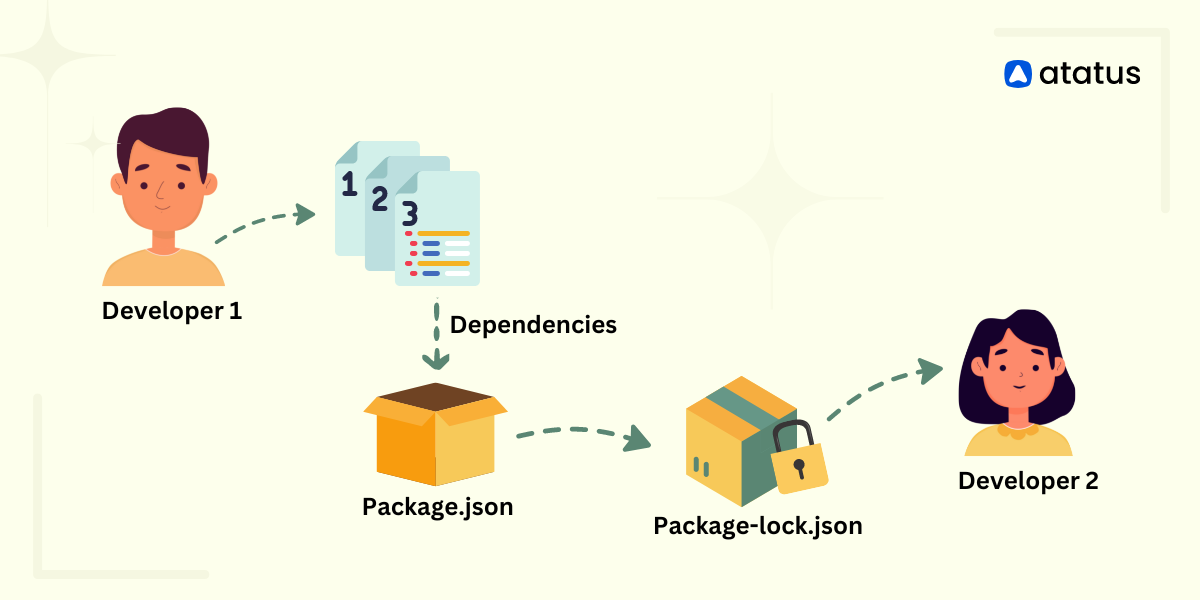 atatus
1
2
3
Developer 1
Dependencies
Package.json
Package-lock.json
Developer 2